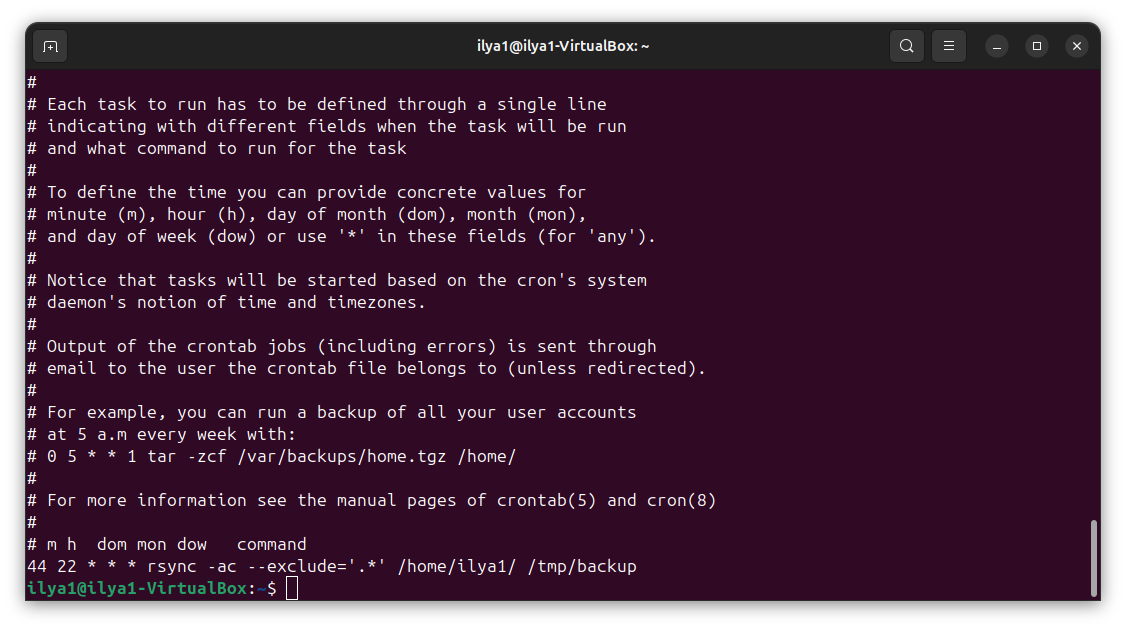 ilya1@ilya1-VirtualBox: ~
#
# Each task to run has to be defined through a single line
# indicating with different fields when the task will be run
# and what command to run for the task
#
# To define the time you can provide concrete values for
# minute (m), hour (h), day of month (dom), month (mon),
# and day of week (dow) or use '*' in these fields (for 'any').
#
# Notice that tasks will be started based on the cron's system
# daemon's notion of time and timezones.
#
# Output of the crontab jobs (including errors) is sent through
# email to the user the crontab file belongs to (unless redirected).
#
# For example, you can run a backup of all your user accounts
# at 5 a.m every week with:
# 0 5 * * 1 tar -zcf /var/backups/home.tgz /home/
#
# For more information see the manual pages of crontab(5) and cron(8)
#
# m h  dom mon dow   command
44 22 * * * rsync -ac --exclude='.*' /home/ilya1/ /tmp/backup
ilya1@ilya1-VirtualBox:~$